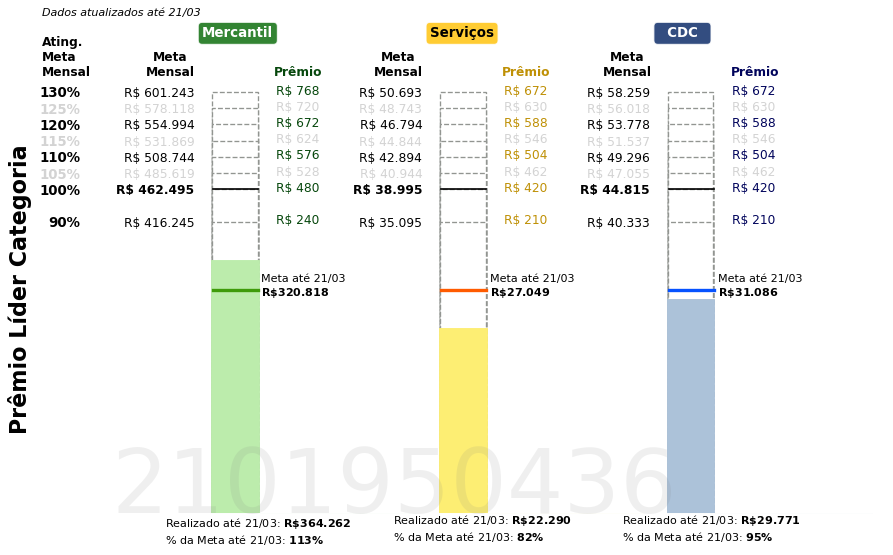 Dados atualizados até 21/03
Mercantil Serviços CDC
Ating.
Meta Meta Meta Meta
Mensal Mensal Prêmio Mensal Prêmio Mensal Prêmio
130% R$ 601.243 R$ 768 R$ 50.693 R$ 672 R$ 58.259 R$ 672
125% R$ 578.118 R$ 720 R$ 48.743 R$ 630 R$ 56.018 R$ 630
120% R$ 554.994 R$ 672 R$ 46.794 R$ 588 R$ 53.778 R$ 588
115% R$ 531.869 R$ 624 R$ 44.844 R$ 546 R$ 51.537 R$ 546
110% R$ 508.744 R$ 576 R$ 42.894 R$ 504 R$ 49.296 R$ 504
105% R$ 485.619 R$ 528 R$ 40.944 R$ 462 R$ 47.055 R$ 462
100% R$ 462.495 R$ 480 R$ 38.995 R$ 420 R$ 44.815 R$ 420
90% R$ 416.245 R$ 240 R$ 35.095 R$ 210 R$ 40.333 R$ 210
Meta até 21/03 Meta até 21/03 Meta até 21/03
R$320.818 R$27.049 R$31.086
Prêmio Líder Categoria
2101950436
Realizado até 21/03: R$364.262 Realizado até 21/03: R$22.290 Realizado até 21/03: R$29.771
% da Meta até 21/03: 113% % da Meta até 21/03: 82% % da Meta até 21/03: 95%